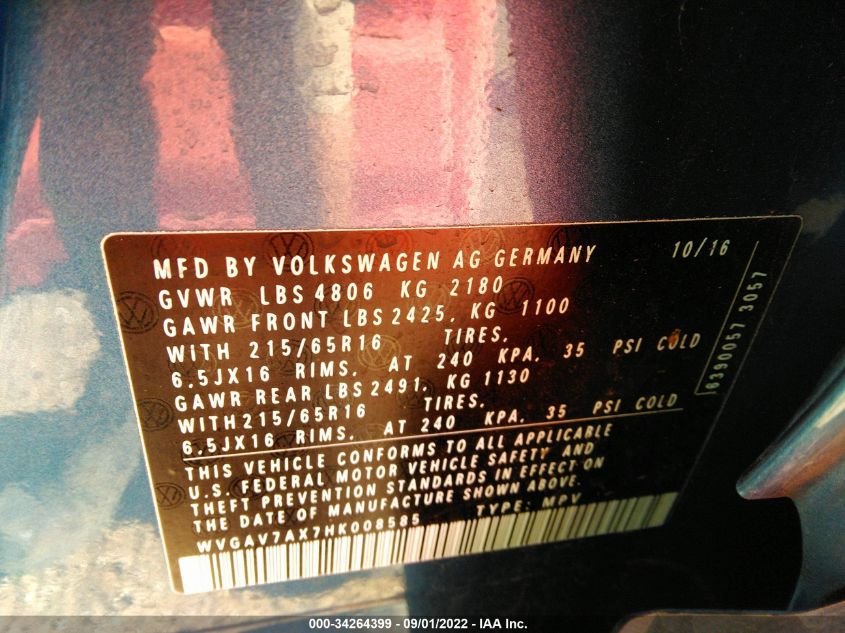 MFD BY VOLKSWAGEN AG GERMANY 10/16
GVWR LBS 4806 KG 2180
GAWR FRONT LBS 2425, KG 1100
WITH 215/65R16 TIRES,
6.5JX16 RIMS, AT 240 KPA, 35 PSI COLD
GAWR REAR LBS 2491, KG 1130
WITH215/65R16 TIRES,
6.5JX16 RIMS, AT 240 KPA, 35 PSI COLD
THIS VEHICLE CONFORMS TO ALL APPLICABLE
U.S. FEDERAL MOTOR VEHICLE SAFETY AND
THEFT PREVENTION STANDARDS IN EFFECT ON
THE DATE OF MANUFACTURE SHOWN ABOVE.
WVGAV7AX7HK008585 TYPE: MPV
6390057 3057
000-34264399 - 09/01/2022 - IAA Inc.